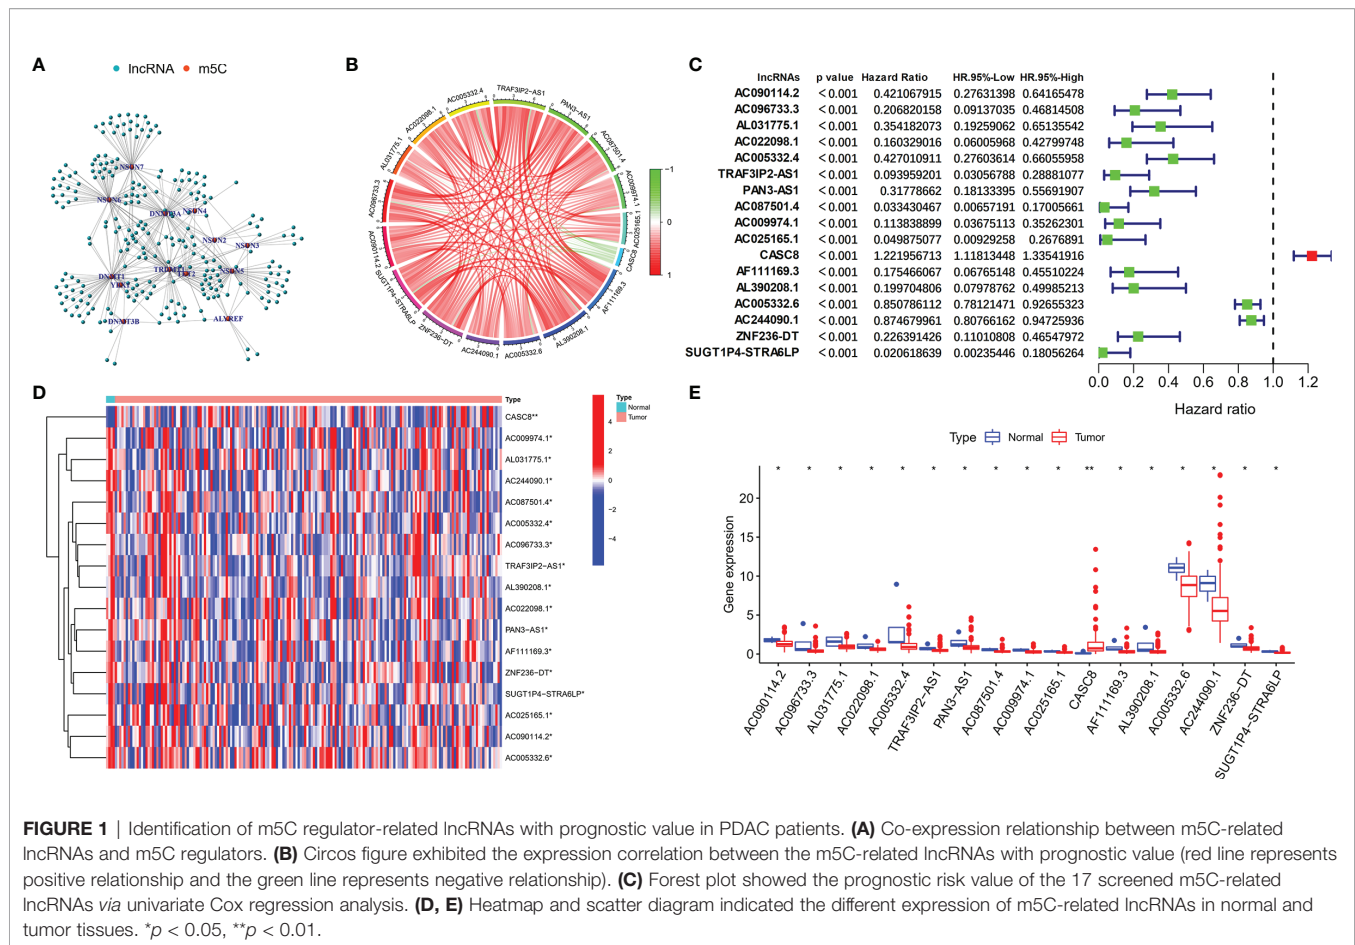 A
lncRNA m5C
NSUN7
NSUN6
NSUN4
NSUN2
NSUN3
DNMT1
NSUN5
DNMT3B
ALYREF
B
AC005332.4
TRAF3IP2-AS1
PAN3-AS1
AC087501.4
AC009974.1
AC025165.1
CASC8
AF111169.3
AL390208.1
AC005332.6
AC244090.1
ZNF236-DT
SUGT1P4-STRA6LP
AC090114.2
AC096733.3
AL031775.1
AC022098.1
-1
-0.5
0
0.5
1
C
lncRNAs p value Hazard Ratio HR.95%-Low HR.95%-High
AC090114.2 <0.001 0.421067915 0.27631398 0.64165478
AC096733.3 <0.001 0.206820158 0.09137035 0.46814508
AL031775.1 <0.001 0.354182073 0.19259062 0.65135542
AC022098.1 <0.001 0.160329016 0.06005968 0.42799748
AC005332.4 <0.001 0.427010911 0.27603614 0.66055958
TRAF3IP2-AS1 <0.001 0.093959201 0.03056788 0.28881077
PAN3-AS1 <0.001 0.31778662 0.18133395 0.55691907
AC087501.4 <0.001 0.033430467 0.00657191 0.17005661
AC009974.1 <0.001 0.113838899 0.03675113 0.35262301
AC025165.1 <0.001 0.049875077 0.00929258 0.2676891
CASC8 <0.001 1.221956713 1.11813448 1.33541916
AF111169.3 <0.001 0.175466067 0.06765148 0.45510224
AL390208.1 <0.001 0.199704806 0.07978762 0.49985213
AC005332.6 <0.001 0.850786112 0.78121471 0.92655323
AC244090.1 <0.001 0.874679961 0.80766162 0.94725936
ZNF236-DT <0.001 0.226391426 0.11010808 0.46547972
SUGT1P4-STRA6LP <0.001 0.020618639 0.00235446 0.18056264
0.0 0.2 0.4 0.6 0.8 1.0 1.2
Hazard ratio
D
Type
CASC8**
AC009974.1*
AL031775.1*
AC244090.1*
AC087501.4*
AC005332.4*
AC096733.3*
TRAF3IP2-AS1*
AL390208.1*
AC022098.1*
PAN3-AS1*
AF111169.3*
ZNF236-DT*
SUGT1P4-STRA6LP*
AC025165.1*
AC090114.2*
AC005332.6*
4
2
0
-2
-4
Type
Normal
Tumor
E
Type Normal Tumor
* * * * * * * * * * ** * * * * * *
Gene expression
20
15
10
5
0
AC090114.2
AC096733.3
AL031775.1
AC022098.1
AC005332.4
TRAF3IP2-AS1
PAN3-AS1
AC087501.4
AC009974.1
AC025165.1
CASC8
AF111169.3
AL390208.1
AC005332.6
AC244090.1
ZNF236-DT
SUGT1P4-STRA6LP
FIGURE 1 | Identification of m5C regulator-related lncRNAs with prognostic value in PDAC patients. (A) Co-expression relationship between m5C-related
lncRNAs and m5C regulators. (B) Circos figure exhibited the expression correlation between the m5C-related lncRNAs with prognostic value (red line represents
positive relationship and the green line represents negative relationship). (C) Forest plot showed the prognostic risk value of the 17 screened m5C-related
lncRNAs via univariate Cox regression analysis. (D, E) Heatmap and scatter diagram indicated the different expression of m5C-related lncRNAs in normal and
tumor tissues. *p < 0.05, **p < 0.01.